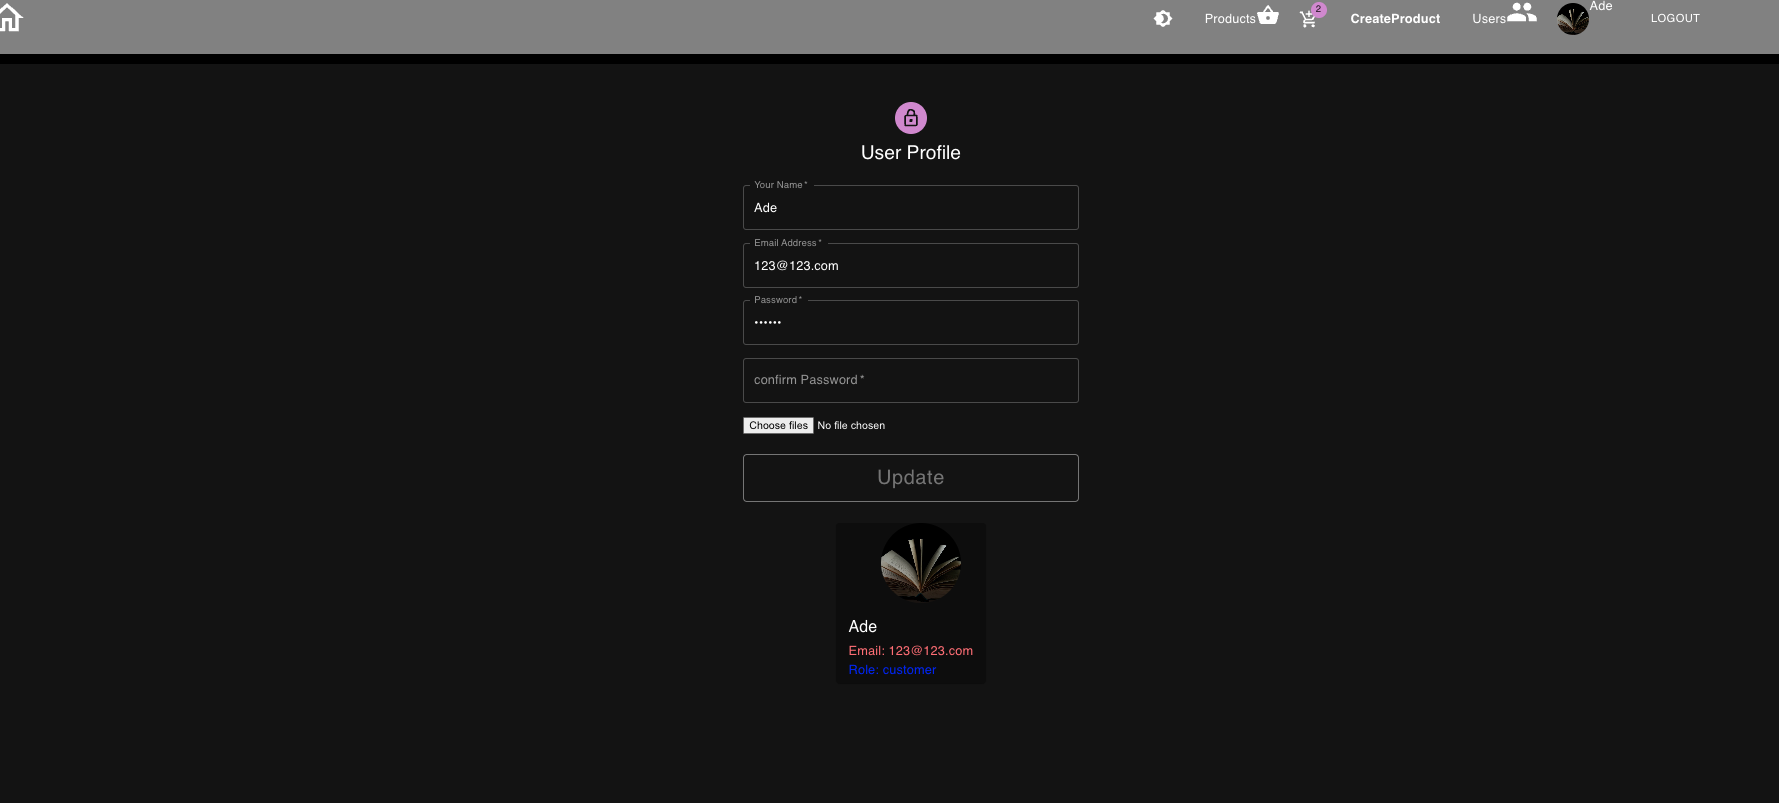 Products 2 CreateProduct Users Ade LOGOUT
User Profile
Your Name *
Ade
Email Address *
123@123.com
Password *
••••••
confirm Password *
Choose files No file chosen
Update
Ade
Email: 123@123.com
Role: customer